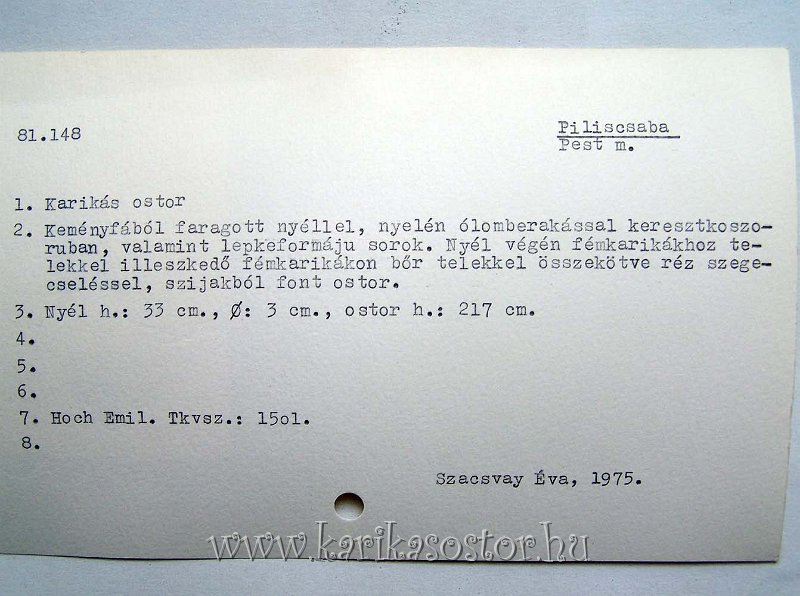 81.148
Piliscsaba
Pest m.
1. Karikás ostor
2. Keményfából faragott nyéllel, nyelén ólomberakással keresztkoszo-
ruban, valamint lepkeformáju sorok. Nyél végén fémkarikákhoz te-
lekkel illeszkedő fémkarikákon bőr telekkel összekötve réz szege-
cseléssel, szijakból font ostor.
3. Nyél h.: 33 cm., Ø: 3 cm., ostor h.: 217 cm.
4.
5.
6.
7. Hoch Emil. Tkvsz.: 15ol.
8.
Szacsvay Éva, 1975.
www.karikasostor.hu